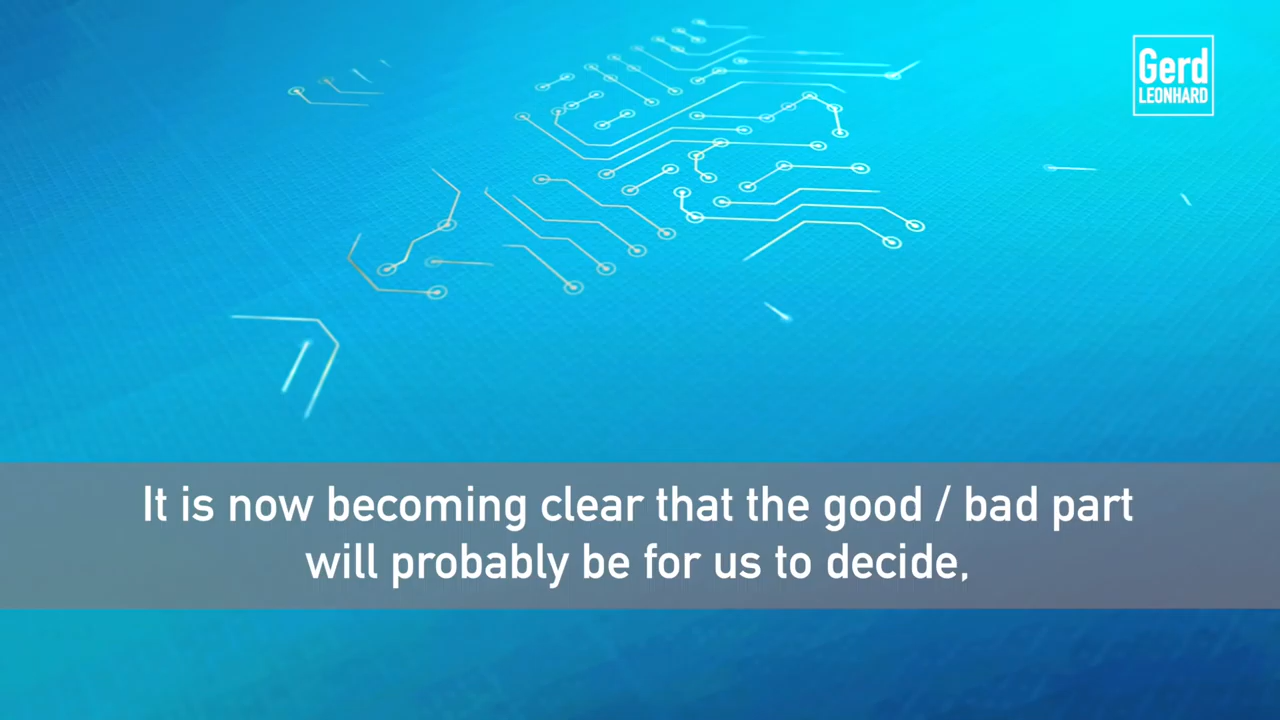 Gerd
LEONHARD
It is now becoming clear that the good / bad part
will probably be for us to decide,